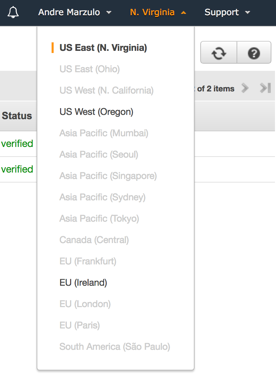 Andre Marzulo N. Virginia Support
US East (N. Virginia)
US East (Ohio)
US West (N. California)
of 2 items
US West (Oregon)
Status
Asia Pacific (Mumbai)
verified
Asia Pacific (Seoul)
verified
Asia Pacific (Singapore)
Asia Pacific (Sydney)
Asia Pacific (Tokyo)
Canada (Central)
EU (Frankfurt)
EU (Ireland)
EU (London)
EU (Paris)
South America (São Paulo)